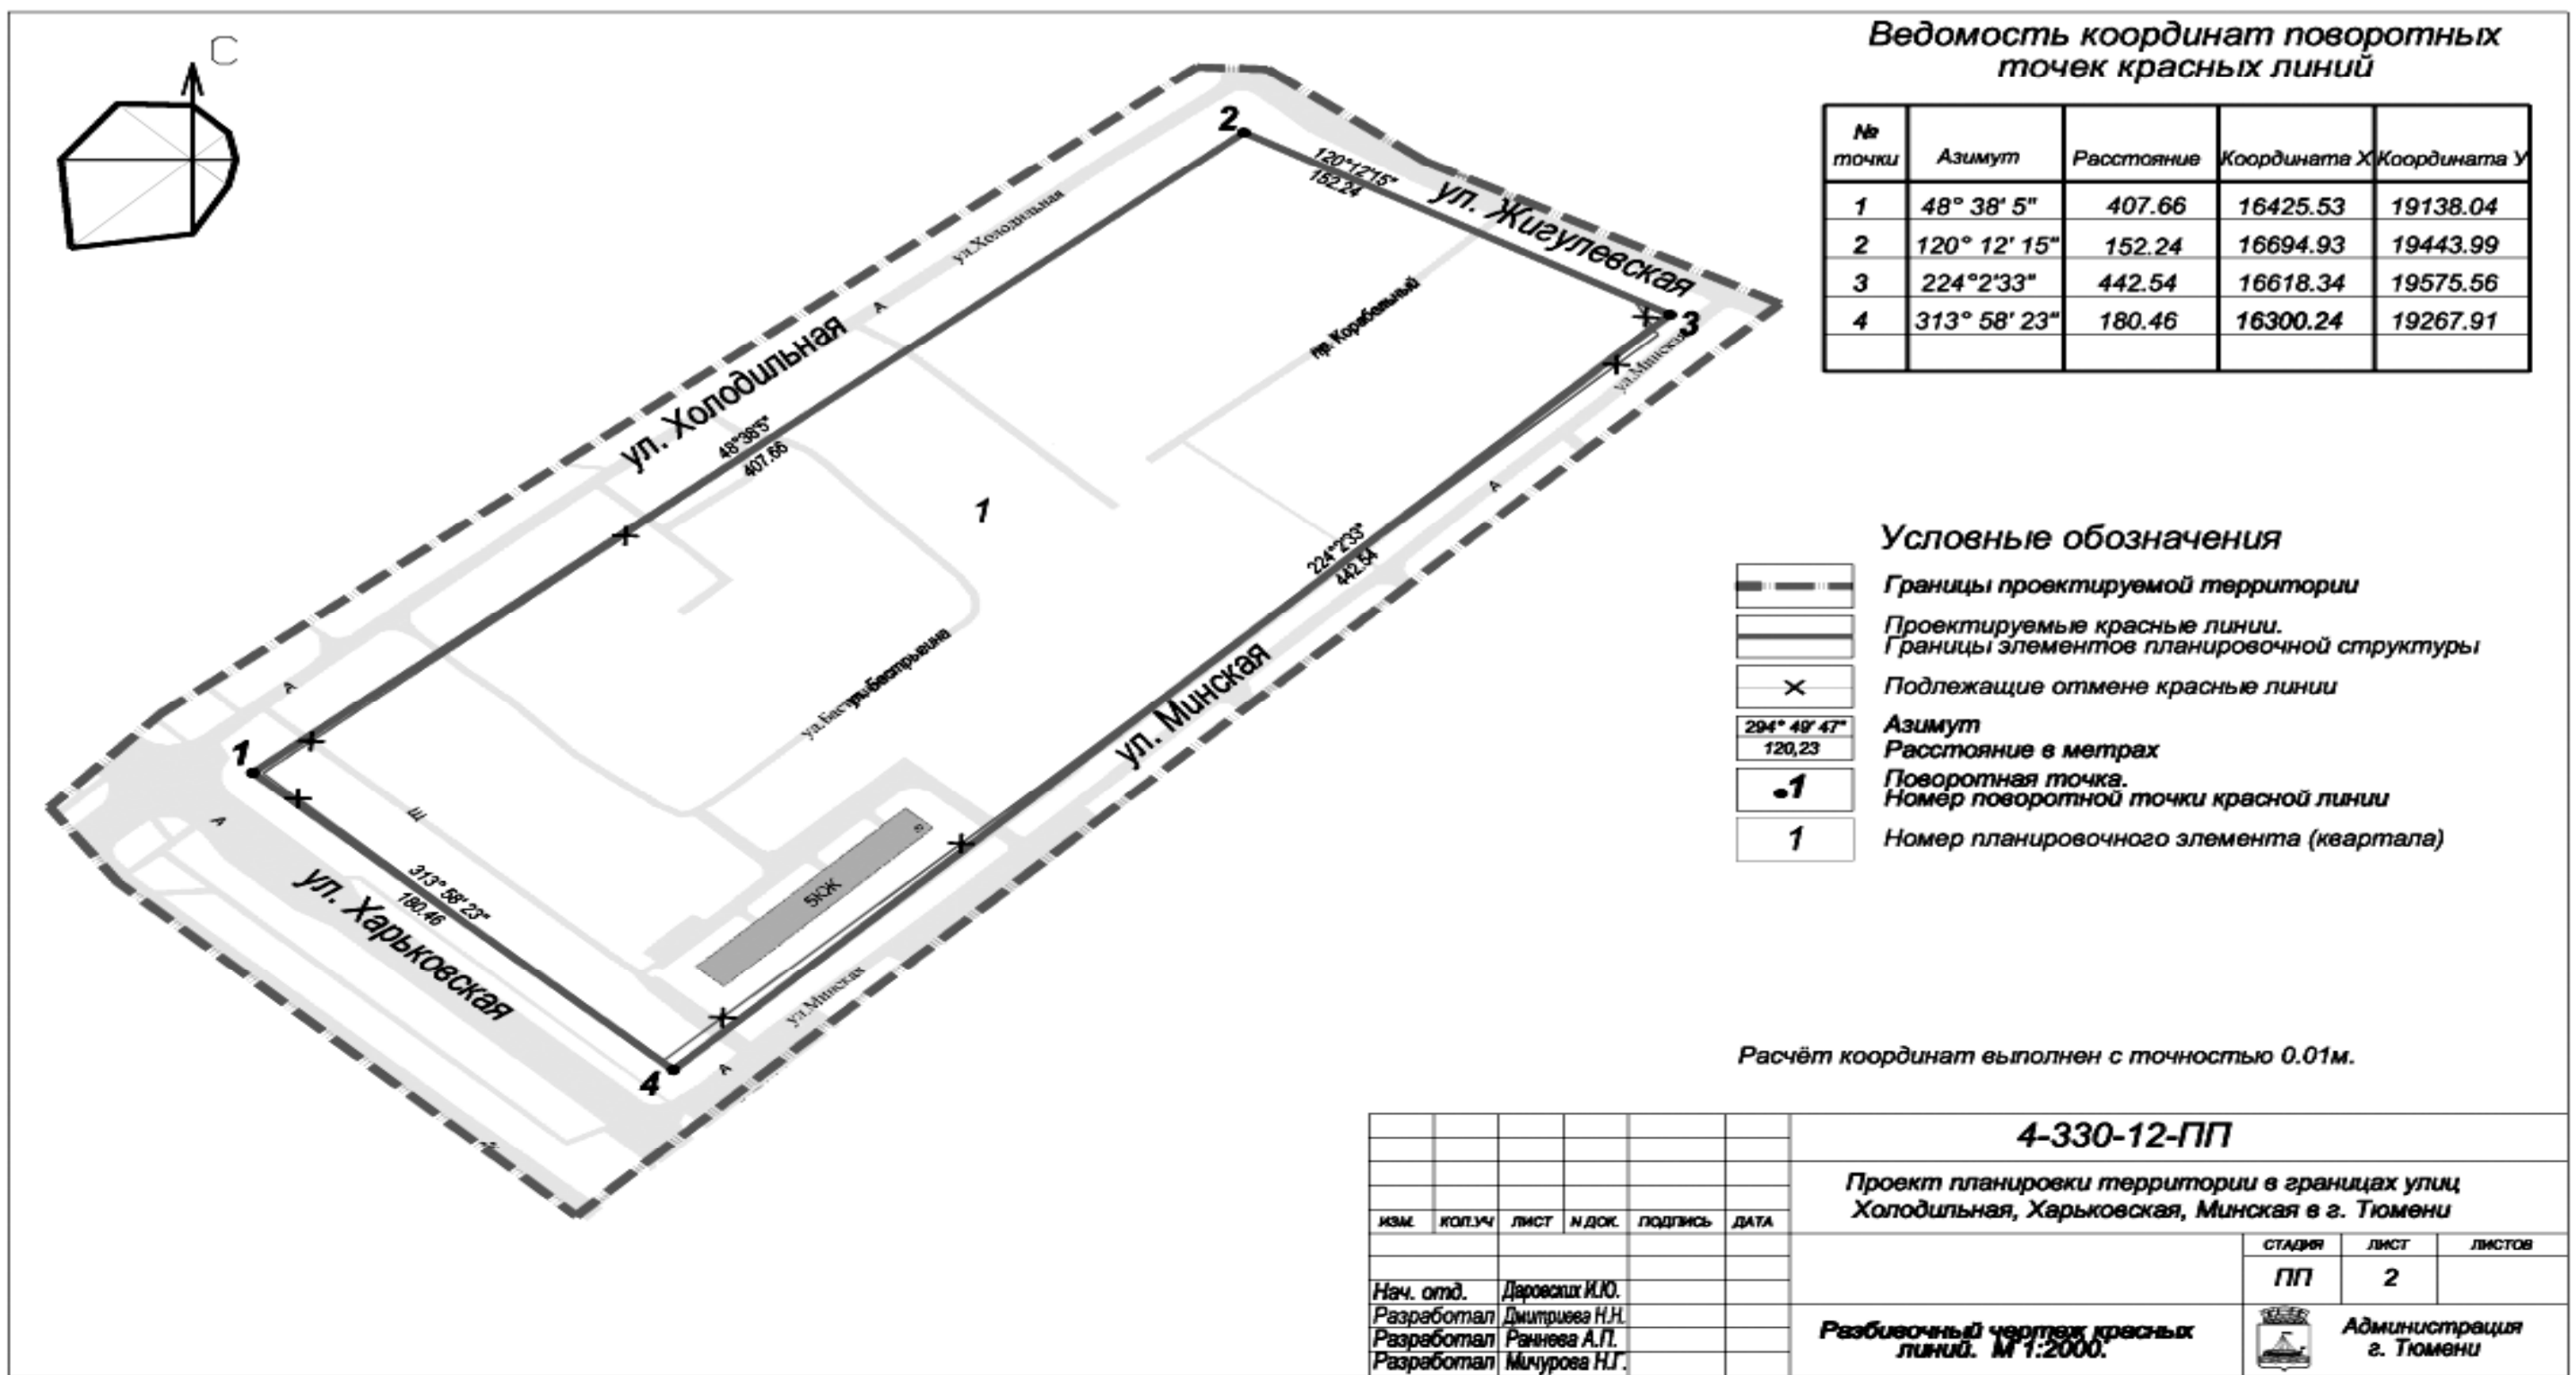 С
Ведомость координат поворотных
точек красных линий
№ точки Азимут Расстояние Координата X Координата У
1 48° 38' 5" 407.66 16425.53 19138.04
2 120° 12' 15" 152.24 16694.93 19443.99
3 224°2'33" 442.54 16618.34 19575.56
4 313° 58' 23" 180.46 16300.24 19267.91
2
120°12'15"
152.24
ул. Жигулевская
ул.Холодильная
А
пр. Корабельный
3
ул.Минская
ул. Холодильная
48°38'5"
407.66
1
А
224°2'33"
442.54
ул. Бастрыгина
ул. Минская
А
1
А
Щ
5КЖ
313° 58' 23"
180.46
ул. Харьковская
ул.Минская
4
А
Условные обозначения
Границы проектируемой территории
Проектируемые красные линии.
Границы элементов планировочной структуры
Подлежащие отмене красные линии
294° 49' 47" Азимут
120,23 Расстояние в метрах
1 Поворотная точка.
Номер поворотной точки красной линии
1 Номер планировочного элемента (квартала)
Расчёт координат выполнен с точностью 0.01м.
4-330-12-ПП
Проект планировки территории в границах улиц
Холодильная, Харьковская, Минская в г. Тюмени
ИЗМ. КОЛ.УЧ ЛИСТ N ДОК. ПОДПИСЬ ДАТА
СТАДИЯ ЛИСТ ЛИСТОВ
ПП 2
Нач. отд. Даровских И.Ю.
Разработал Дмитриева Н.Н.
Разработал Раннева А.П.
Разработал Мичурова Н.Г.
Разбивочный чертеж красных
линий. М 1:2000.
Администрация
г. Тюмени